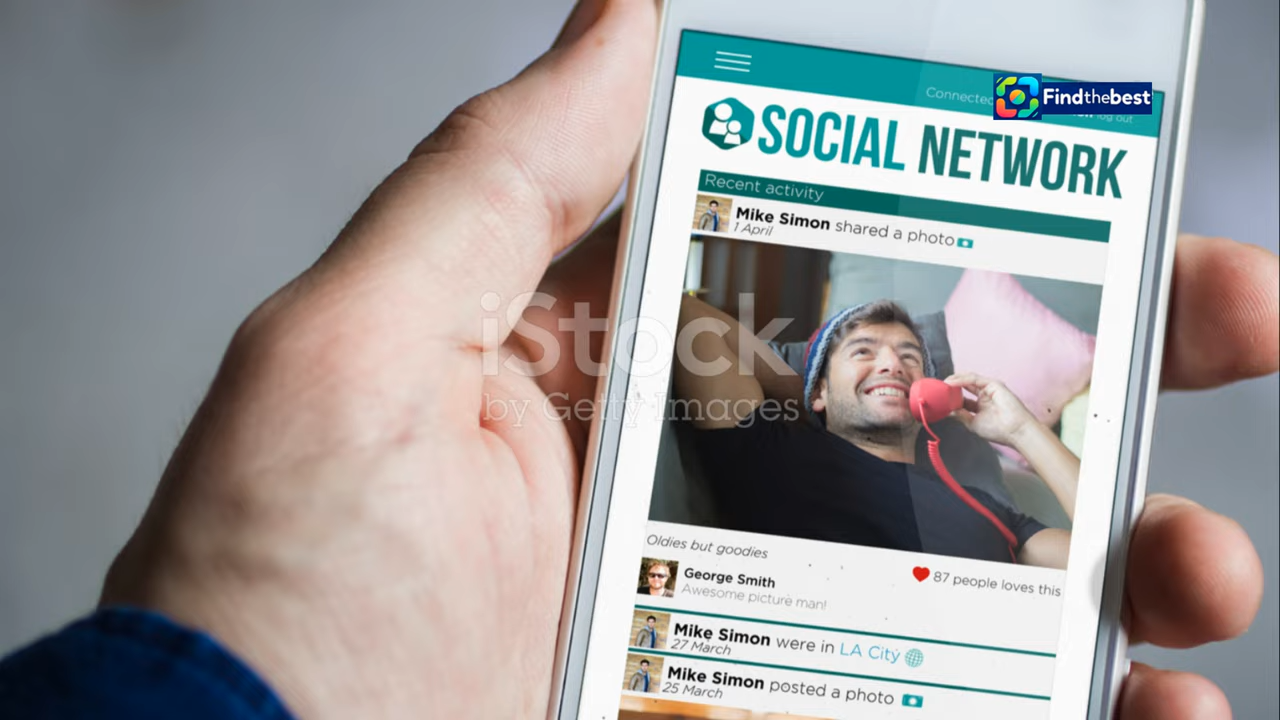 Connected
FindtheBest
log out
SOCIAL NETWORK
Recent activity
Mike Simon shared a photo
1 April
iStock
by Getty Images
Oldies but goodies
87 people loves this
George Smith
Awesome picture man!
Mike Simon were in LA City
27 March
Mike Simon posted a photo
25 March